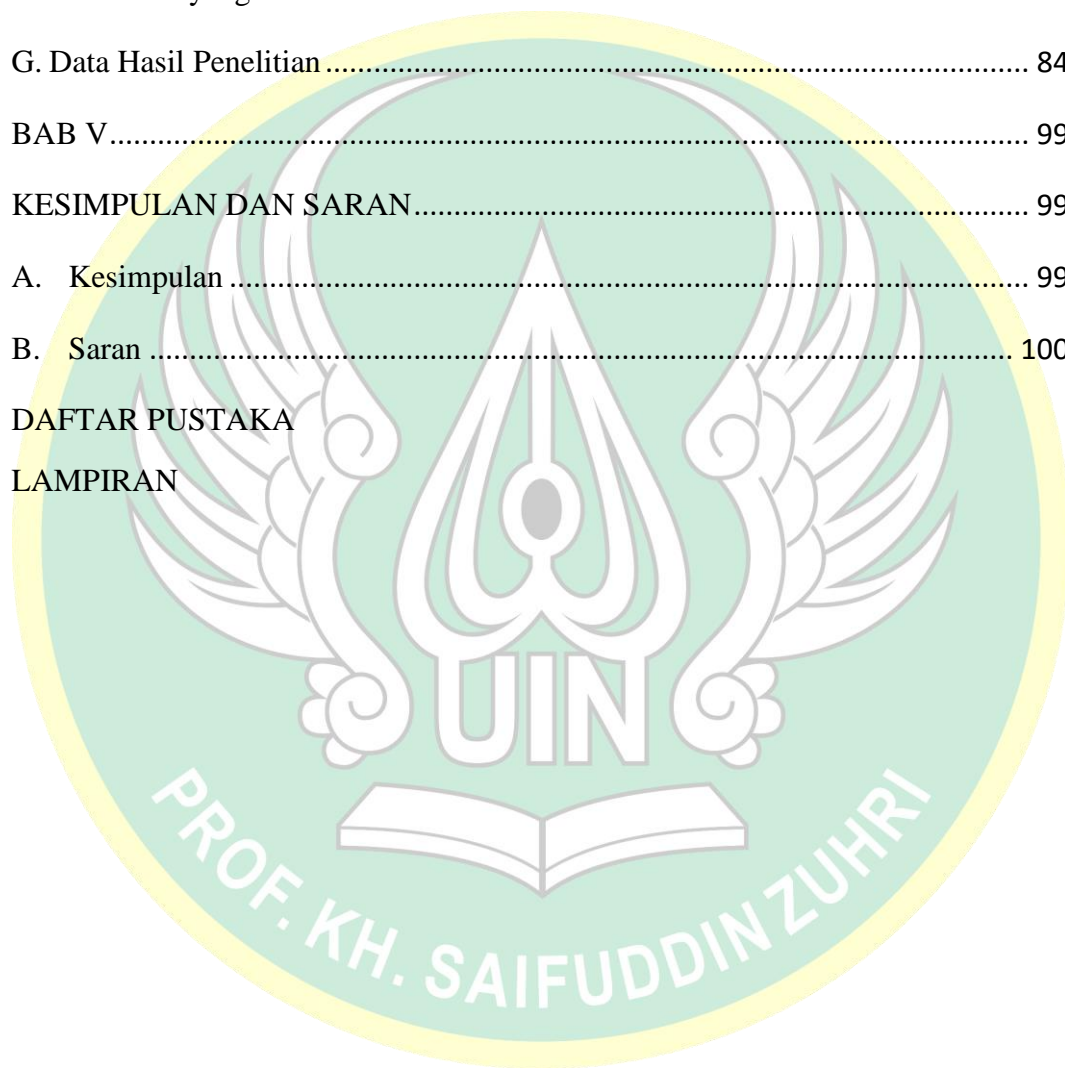 G. Data Hasil Penelitian .......... 84
BAB V .......... 99
KESIMPULAN DAN SARAN .......... 99
A. Kesimpulan .......... 99
B. Saran .......... 100
DAFTAR PUSTAKA
LAMPIRAN
UIN
PROF. KH. SAIFUDDIN ZUHRI